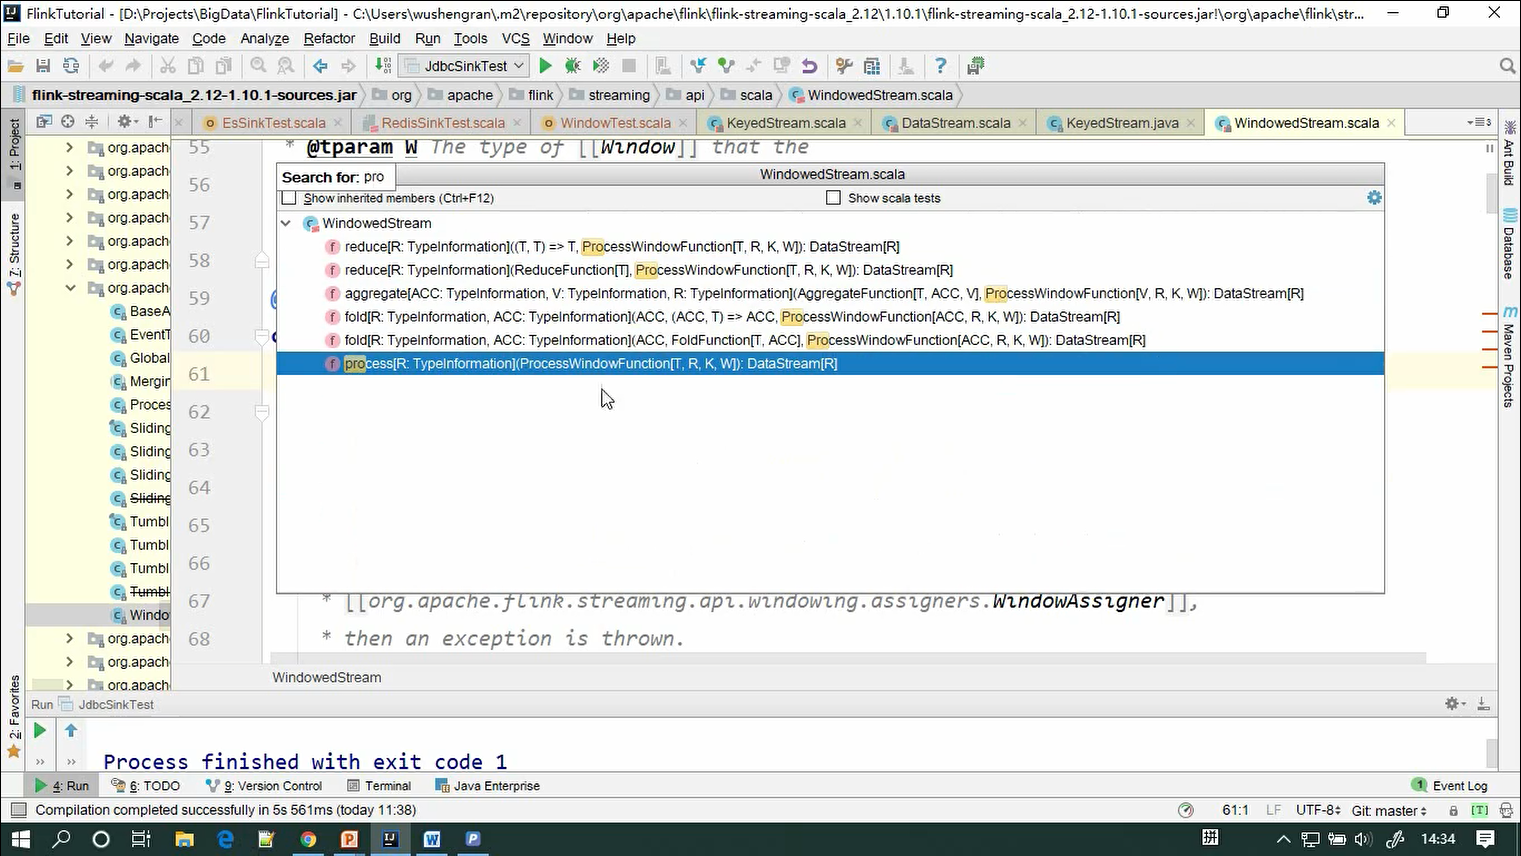 FlinkTutorial - [D:\Projects\BigData\FlinkTutorial] - C:\Users\wushengran\.m2\repository\org\apache\flink\flink-streaming-scala_2.12\1.10.1\flink-streaming-scala_2.12-1.10.1-sources.jar!\org\apache\flink\str...
File Edit View Navigate Code Analyze Refactor Build Run Tools VCS Window Help
JdbcSinkTest
flink-streaming-scala_2.12-1.10.1-sources.jar org apache flink streaming api scala WindowedStream.scala
EsSinkTest.scala RedisSinkTest.scala WindowTest.scala KeyedStream.scala DataStream.scala KeyedStream.java WindowedStream.scala
1: Project
7: Structure
2: Favorites
Ant Build
Database
Maven Projects
org.apach
org.apach
org.apach
org.apach
org.apach
org.apach
org.apach
BaseA
EventT
Global
Mergin
Proces
Sliding
Sliding
Sliding
Sliding
Tumbl
Tumbl
Tumbl
Tumbl
Windo
org.apach
org.apach
org.apach
55 * @tparam W The type of [[Window]] that the
56
57
58
59
60
61
62
63
64
65
66
67 * [[org.apache.flink.streaming.api.windowing.assigners.WindowAssigner]],
68 * then an exception is thrown.
Search for: pro
WindowedStream.scala
Show inherited members (Ctrl+F12) Show scala tests
WindowedStream
reduce[R: TypeInformation]((T, T) => T, ProcessWindowFunction[T, R, K, W]): DataStream[R]
reduce[R: TypeInformation](ReduceFunction[T], ProcessWindowFunction[T, R, K, W]): DataStream[R]
aggregate[ACC: TypeInformation, V: TypeInformation, R: TypeInformation](AggregateFunction[T, ACC, V], ProcessWindowFunction[V, R, K, W]): DataStream[R]
fold[R: TypeInformation, ACC: TypeInformation](ACC, (ACC, T) => ACC, ProcessWindowFunction[ACC, R, K, W]): DataStream[R]
fold[R: TypeInformation, ACC: TypeInformation](ACC, FoldFunction[T, ACC], ProcessWindowFunction[ACC, R, K, W]): DataStream[R]
process[R: TypeInformation](ProcessWindowFunction[T, R, K, W]): DataStream[R]
WindowedStream
Run JdbcSinkTest
Process finished with exit code 1
4: Run 6: TODO 9: Version Control Terminal Java Enterprise 1 Event Log
Compilation completed successfully in 5s 561ms (today 11:38) 61:1 LF UTF-8 Git: master [T]
拼 14:34